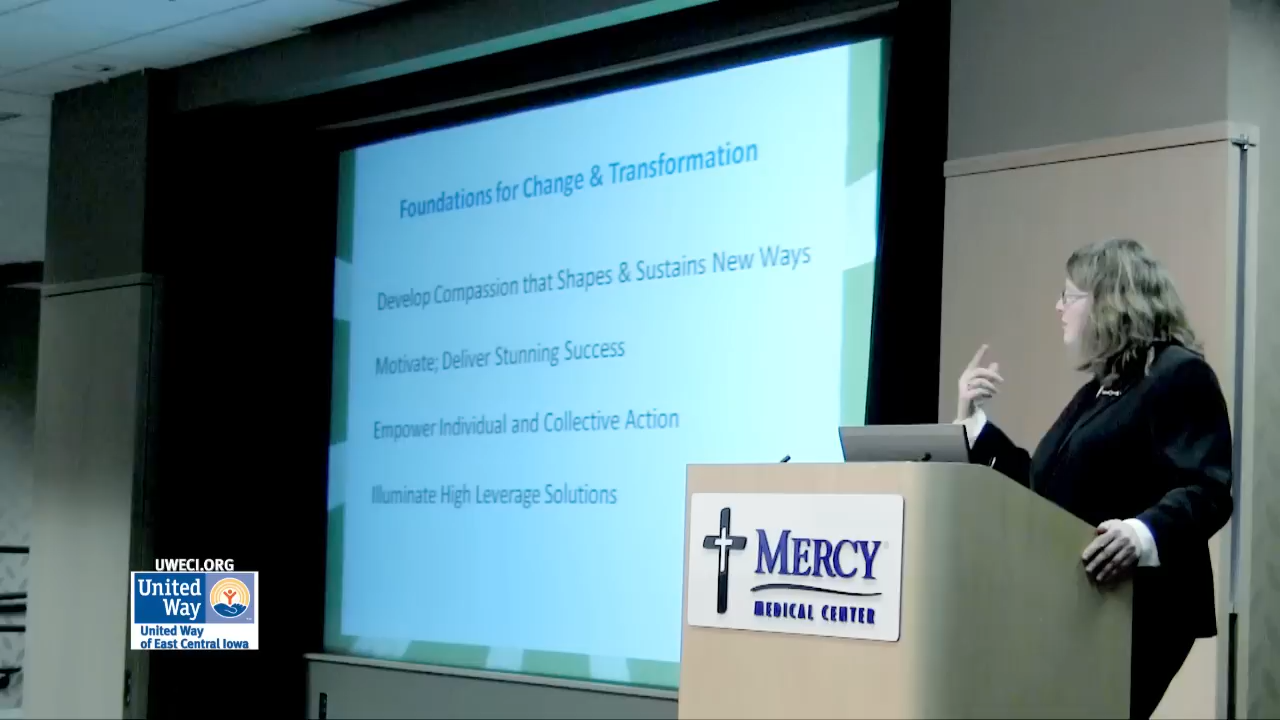 Foundations for Change & Transformation
Develop Compassion that Shapes & Sustains New Ways
Motivate; Deliver Stunning Success
Empower Individual and Collective Action
Illuminate High Leverage Solutions
MERCY
MEDICAL CENTER
UWECI.ORG
United
Way
United Way
of East Central Iowa